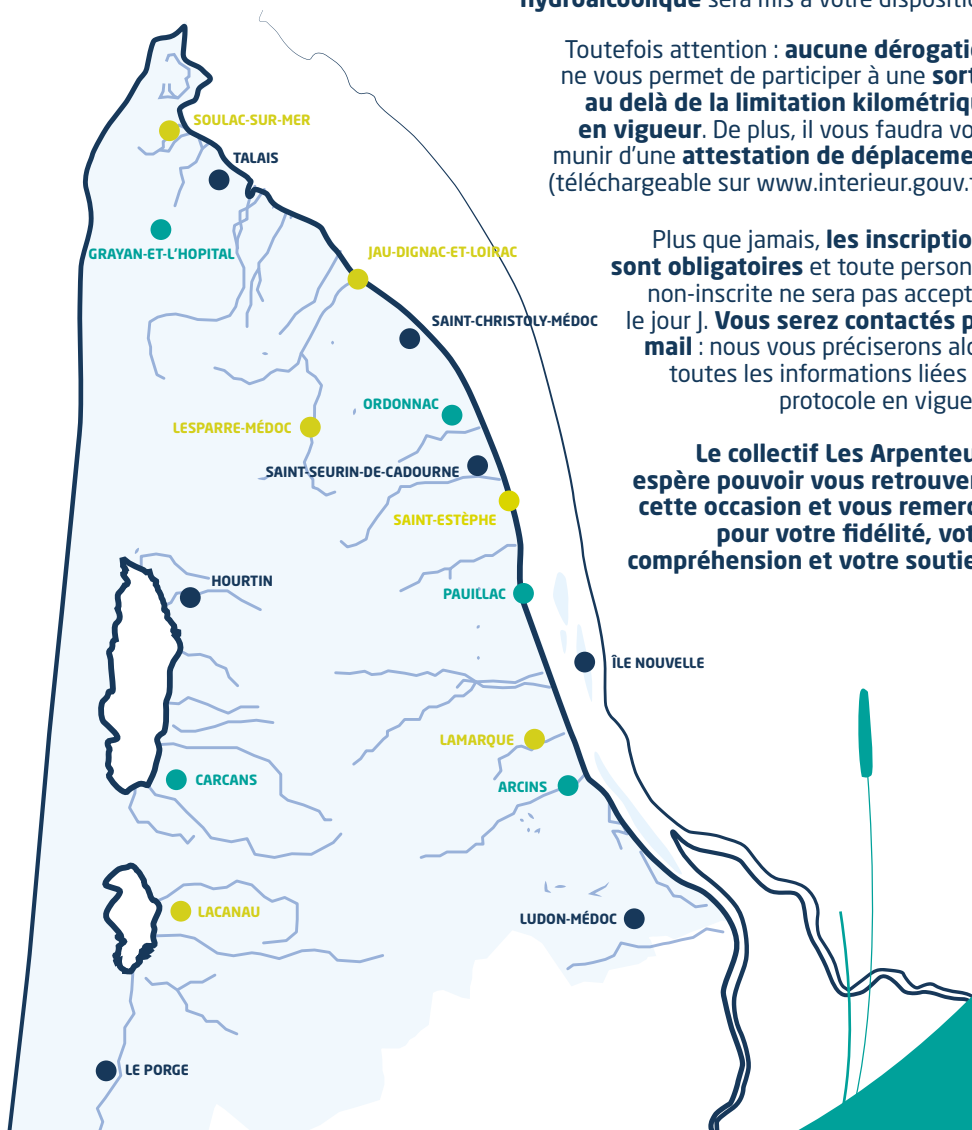 hydroalcoolique sera mis à votre dispositio
Toutefois attention : aucune dérogati
ne vous permet de participer à une sort
au delà de la limitation kilométriqu
en vigueur. De plus, il vous faudra vo
munir d'une attestation de déplaceme
(téléchargeable sur www.interieur.gouv.f
Plus que jamais, les inscriptio
sont obligatoires et toute person
non-inscrite ne sera pas accept
le jour J. Vous serez contactés p
mail : nous vous préciserons alo
toutes les informations liées
protocole en vigue
Le collectif Les Arpenteu
espère pouvoir vous retrouver
cette occasion et vous remerc
pour votre fidélité, vot
compréhension et votre soutie
SOULAC-SUR-MER
TALAIS
GRAYAN-ET-L'HOPITAL
JAU-DIGNAC-ET-LOIRAC
SAINT-CHRISTOLY-MÉDOC
ORDONNAC
LESPARRE-MÉDOC
SAINT-SEURIN-DE-CADOURNE
SAINT-ESTÈPHE
HOURTIN
PAUILLAC
ÎLE NOUVELLE
LAMARQUE
CARCANS
ARCINS
LACANAU
LUDON-MÉDOC
LE PORGE